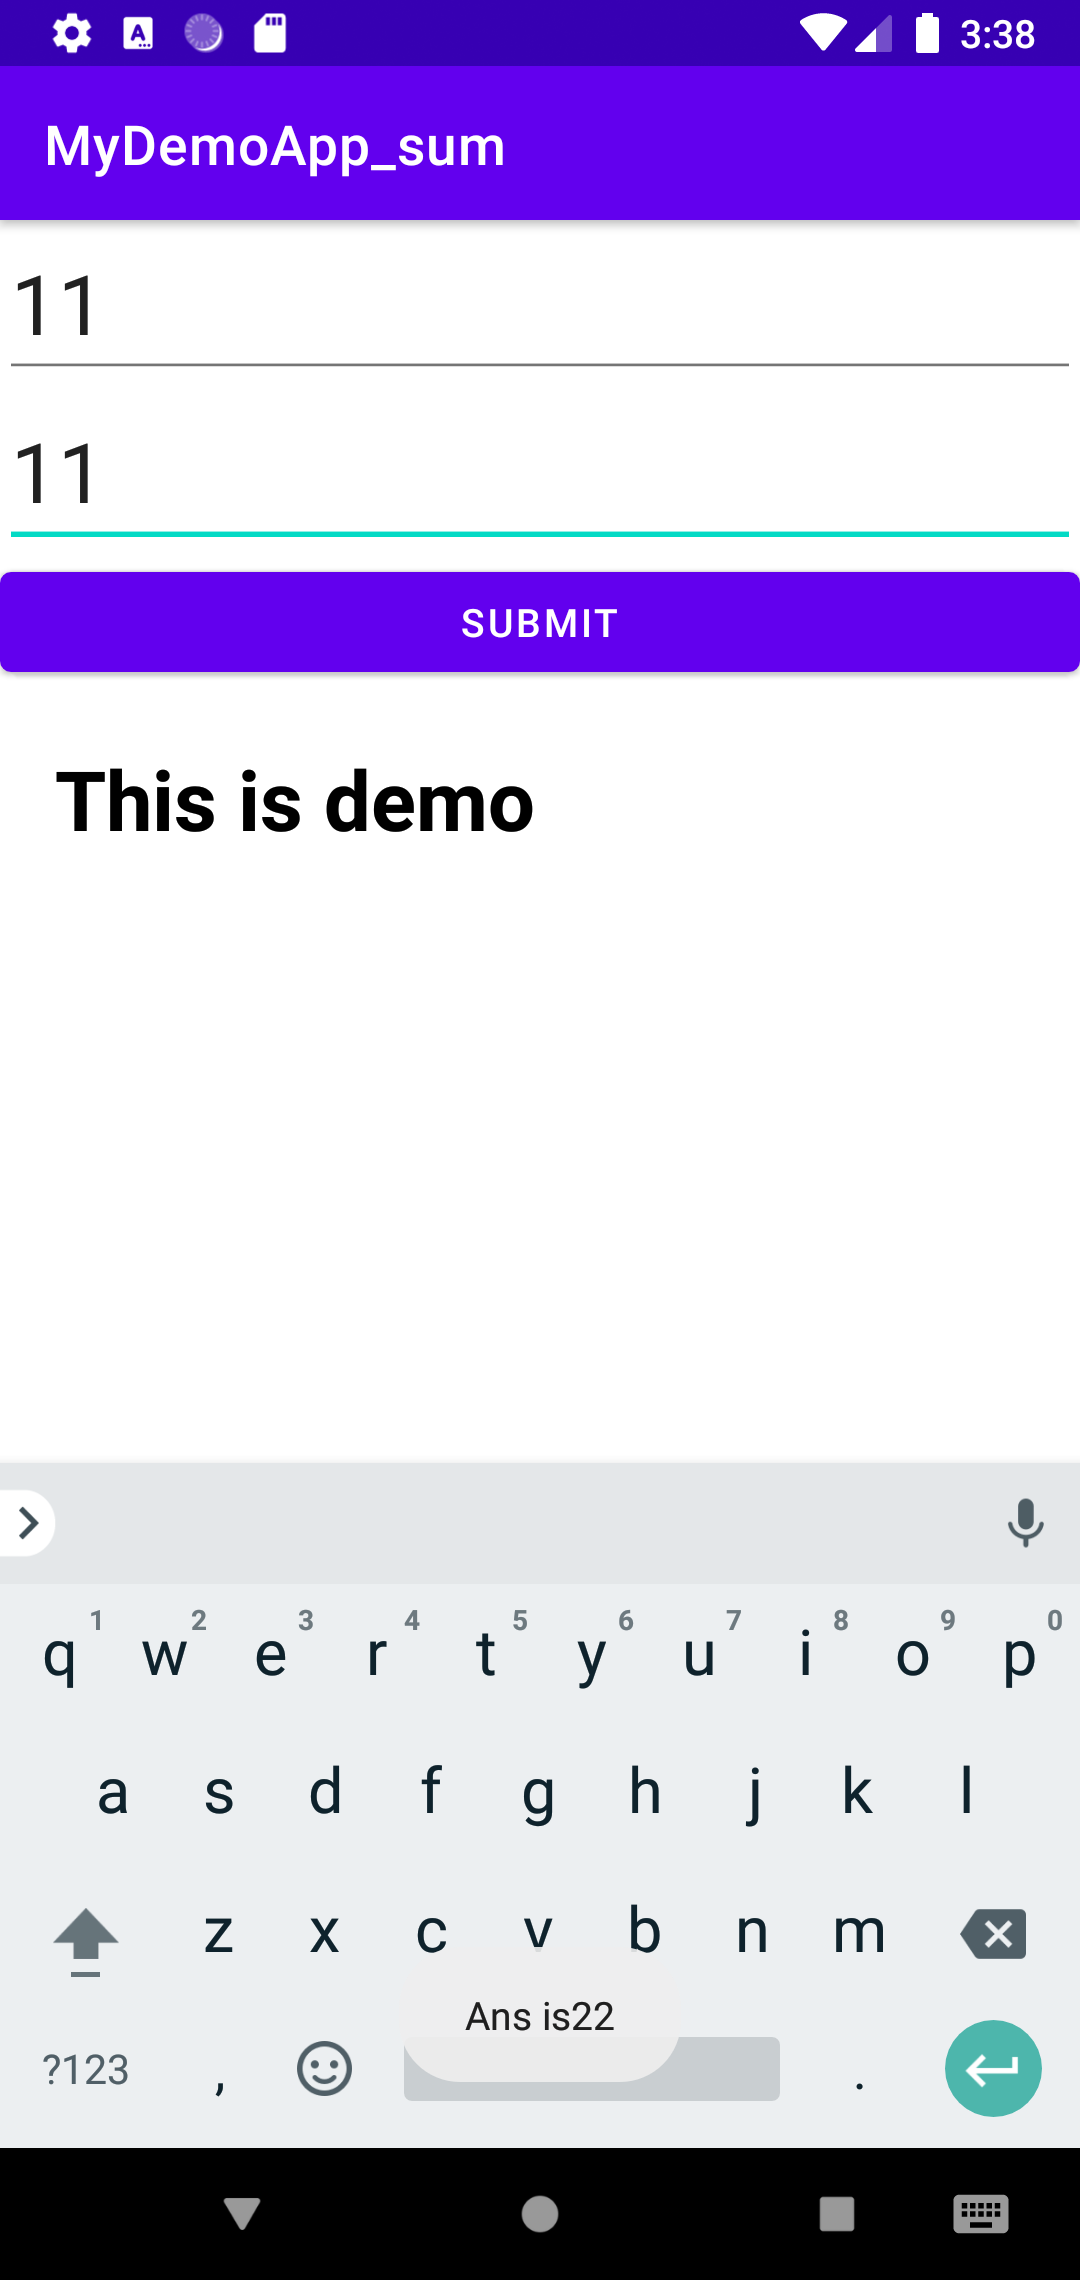 3:38
MyDemoApp_sum
11
11
SUBMIT
This is demo
1 2 3 4 5 6 7 8 9 0
q w e r t y u i o p
a s d f g h j k l
z x c v b n m
Ans is22
?123 , .